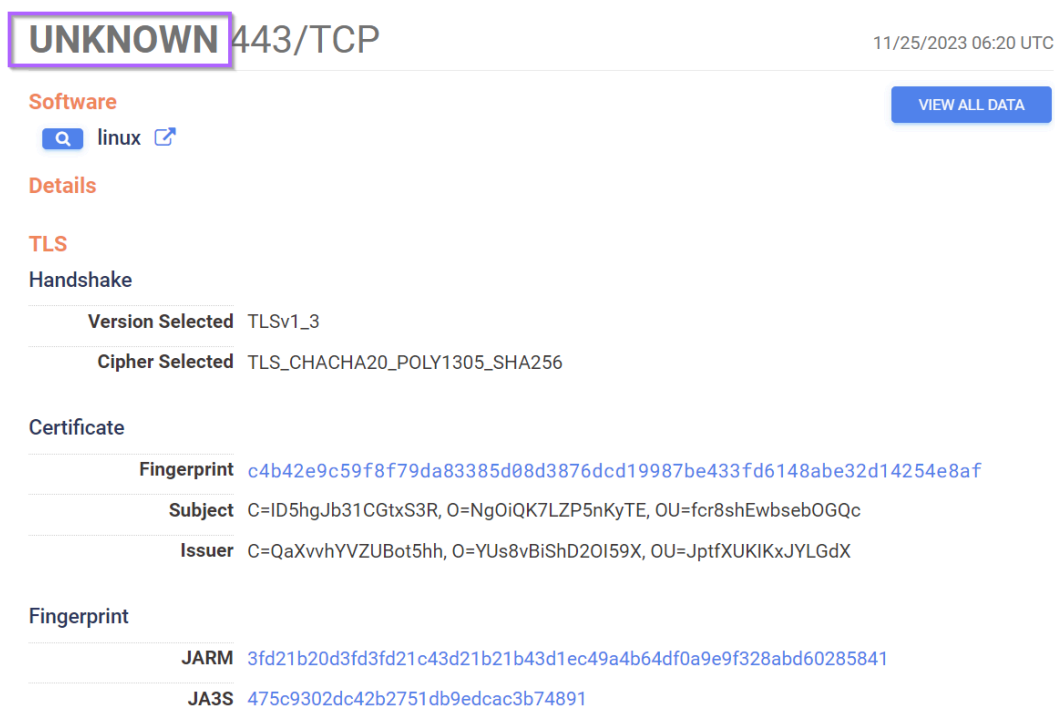 UNKNOWN 443/TCP
11/25/2023 06:20 UTC
Software
VIEW ALL DATA
linux
Details
TLS
Handshake
Version Selected TLSv1_3
Cipher Selected TLS_CHACHA20_POLY1305_SHA256
Certificate
Fingerprint c4b42e9c59f8f79da83385d08d3876dcd19987be433fd6148abe32d14254e8af
Subject C=ID5hgJb31CGtxS3R, O=NgOiQK7LZP5nKyTE, OU=fcr8shEwbsebOGQc
Issuer C=QaXvvhYVZUBot5hh, O=YUs8vBiShD2OI59X, OU=JptfXUKIKxJYLGdX
Fingerprint
JARM 3fd21b20d3fd3fd21c43d21b21b43d1ec49a4b64df0a9e9f328abd60285841
JA3S 475c9302dc42b2751db9edcac3b74891